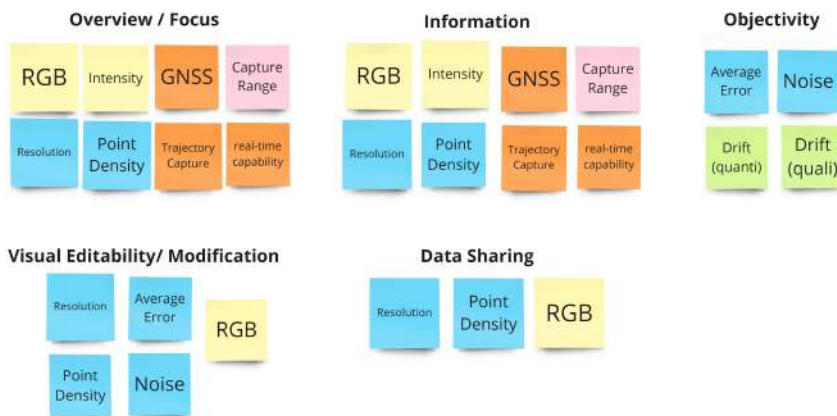 Overview / Focus
RGB
Intensity
GNSS
Capture
Range
Resolution
Point
Density
Trajectory
Capture
real-time
capability
Information
RGB
Intensity
GNSS
Capture
Range
Resolution
Point
Density
Trajectory
Capture
real-time
capability
Objectivity
Average
Error
Noise
Drift
(quanti)
Drift
(quali)
Visual Editability/ Modification
Resolution
Average
Error
RGB
Point
Density
Noise
Data Sharing
Resolution
Point
Density
RGB